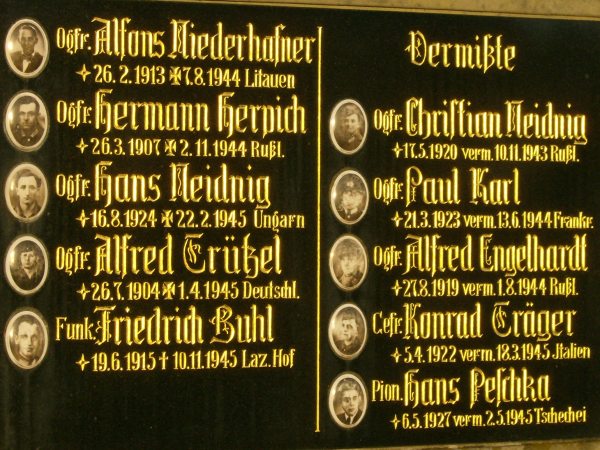 Ogfr. Alfons Niederhafner
✧26.2.1913 ✠7.8.1944 Litauen
Ogfr. Hermann Herpich
✧26.3.1907 ✠2.11.1944 Rußl.
Ogfr. Hans Neidnig
✧16.8.1924 ✠22.2.1945 Ungarn
Ogfr. Alfred Trützel
✧26.7.1904 ✠1.4.1945 Deutschl.
Funk. Friedrich Buhl
✧19.6.1915 † 10.11.1945 Laz. Hof
Vermißte
Ogfr. Christian Neidnig
✧17.5.1920 verm. 10.11.1943 Rußl.
Ogfr. Paul Karl
✧21.3.1923 verm. 13.6.1944 Frankr.
Ogfr. Alfred Engelhardt
✧27.8.1919 verm. 1.8.1944 Rußl.
Gefr. Konrad Träger
✧5.4.1922 verm. 18.3.1945 Italien
Pion. Hans Peschka
✧6.5.1927 verm. 2.5.1945 Tschechei